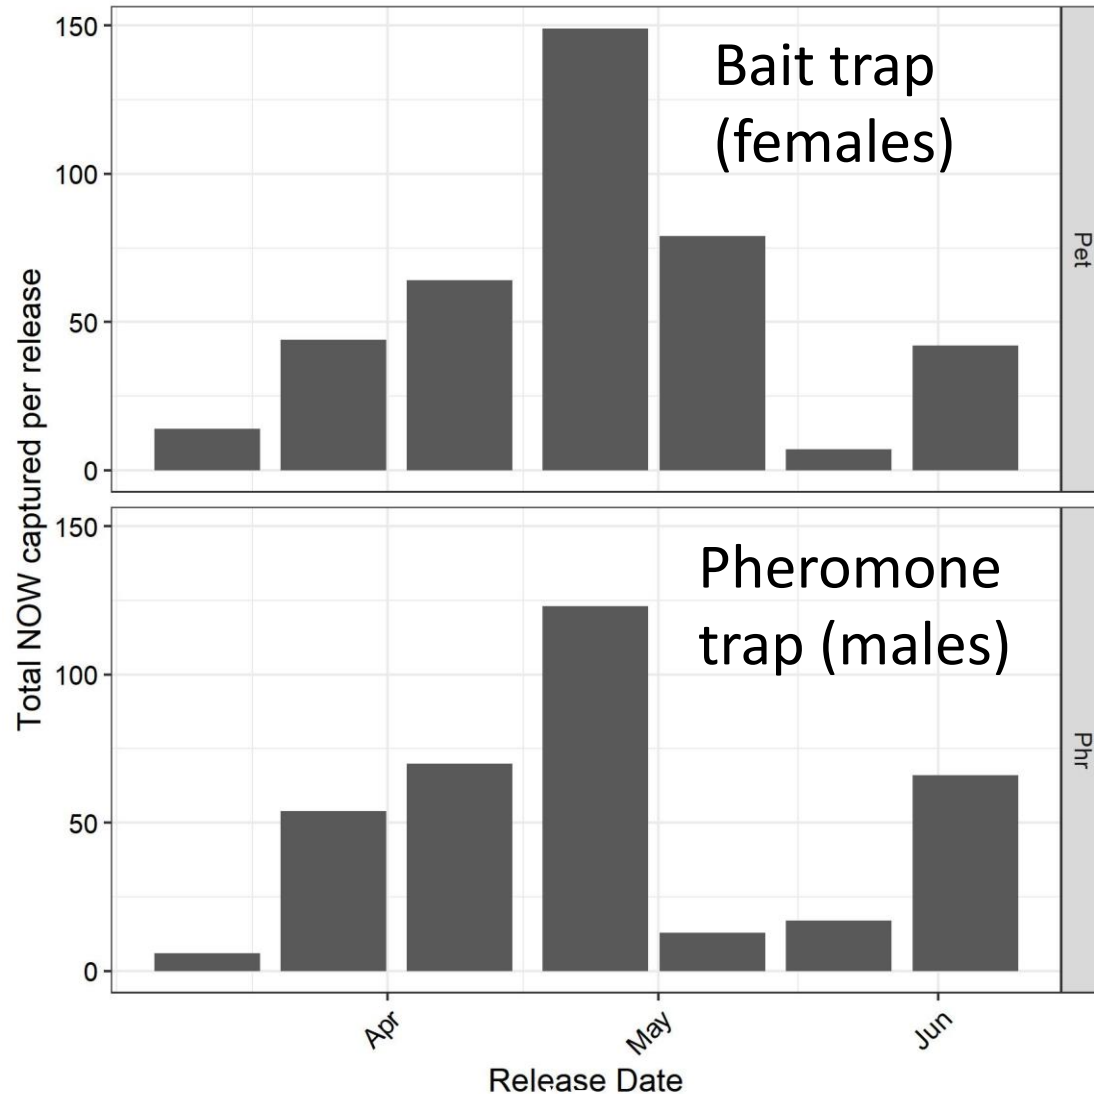 Total NOW captured per release
150
100
50
0
Bait trap
(females)
Pet
150
100
50
0
Pheromone
trap (males)
Phr
Apr
May
Jun
Release Date